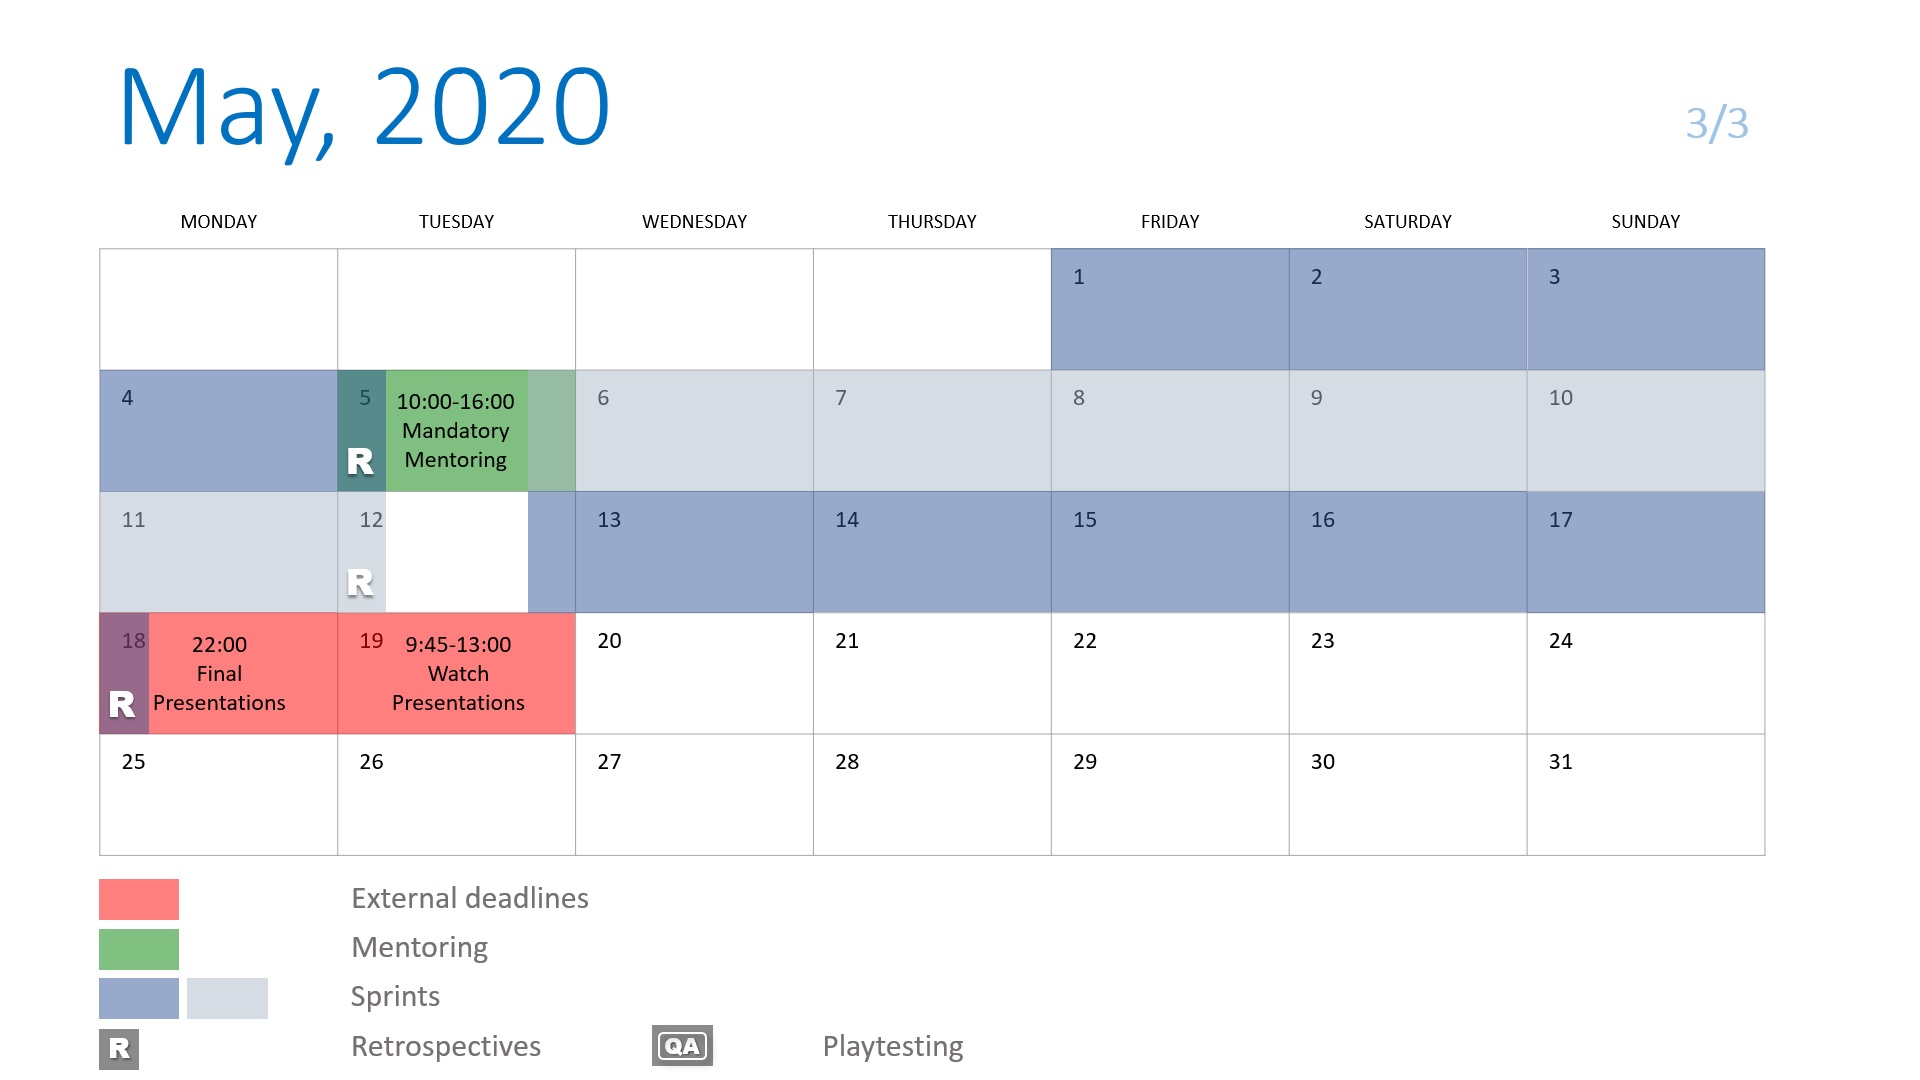 May, 2020
3/3
MONDAY TUESDAY WEDNESDAY THURSDAY FRIDAY SATURDAY SUNDAY
1 2 3
4 5 10:00-16:00 6 7 8 9 10
Mandatory
R Mentoring
11 12 13 14 15 16 17
R
18 22:00 19 9:45-13:00 20 21 22 23 24
Final Watch
R Presentations Presentations
25 26 27 28 29 30 31
External deadlines
Mentoring
Sprints
R Retrospectives QA Playtesting